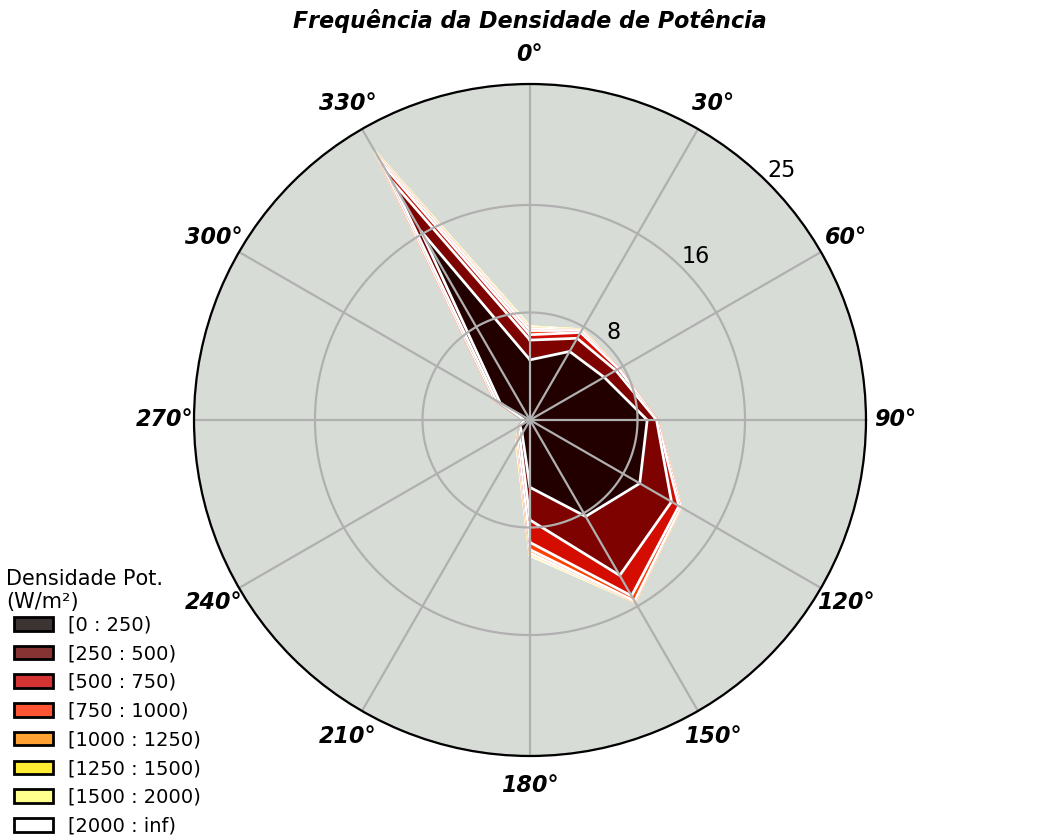 Frequência da Densidade de Potência
0°
30°
60°
90°
120°
150°
180°
210°
240°
270°
300°
330°
8
16
25
Densidade Pot.
(W/m²)
[0 : 250)
[250 : 500)
[500 : 750)
[750 : 1000)
[1000 : 1250)
[1250 : 1500)
[1500 : 2000)
[2000 : inf)